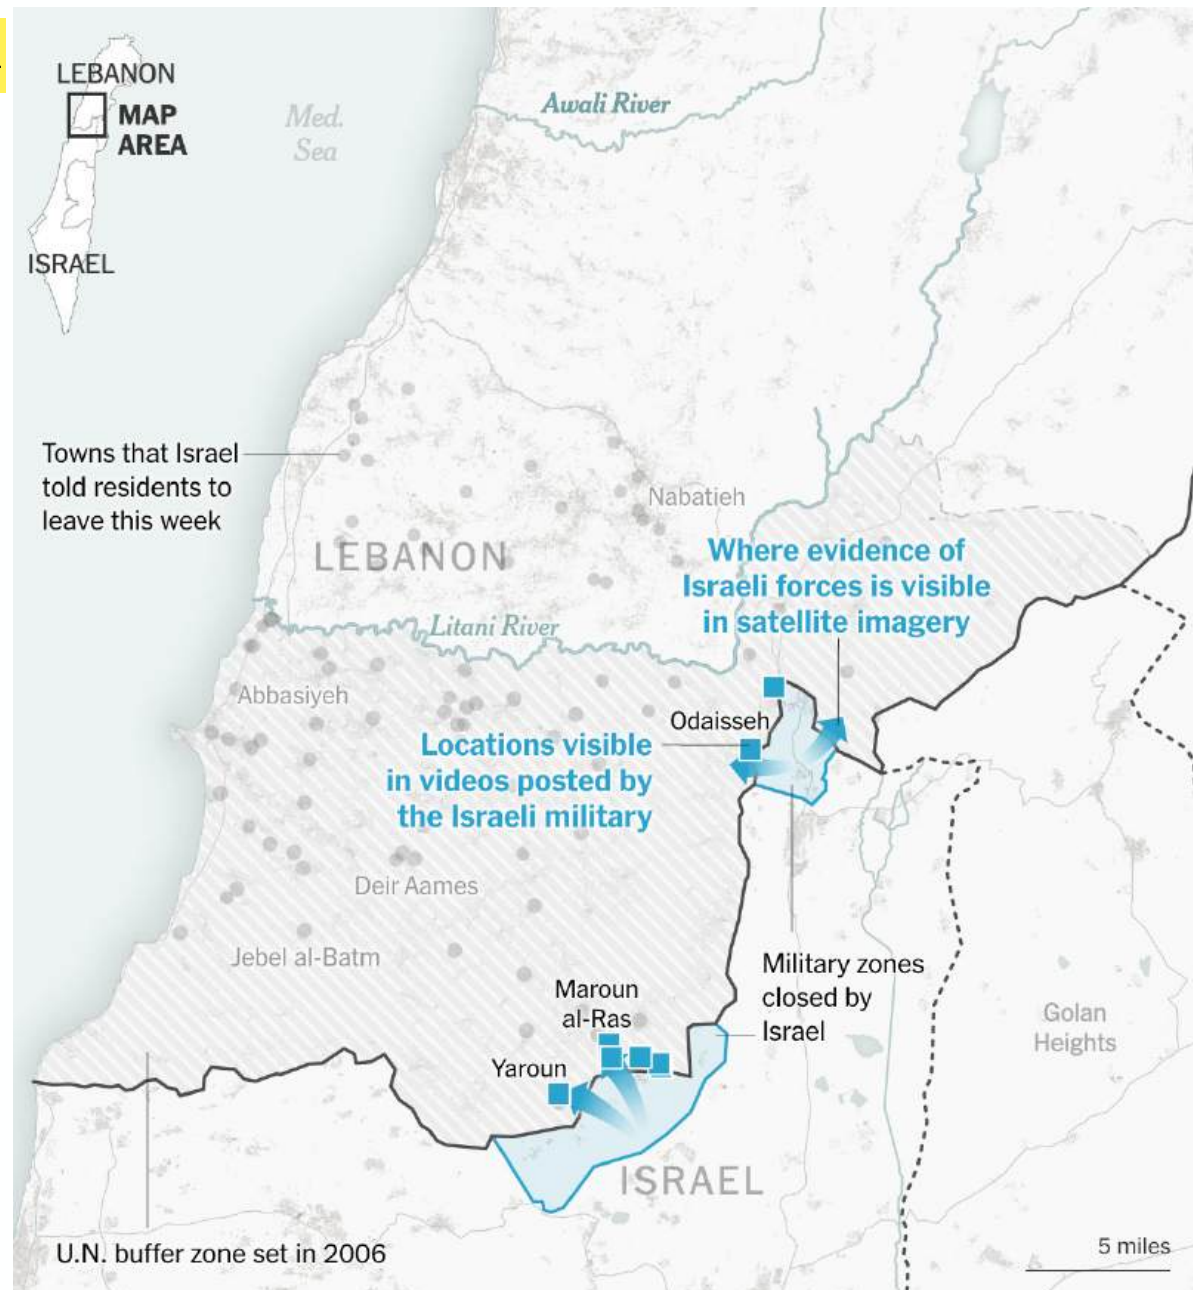 LEBANON
MAP
AREA
ISRAEL
Med.
Sea
Awali River
Towns that Israel
told residents to
leave this week
Nabatieh
LEBANON
Where evidence of
Israeli forces is visible
in satellite imagery
Litani River
Abbasiyeh
Odaisseh
Locations visible
in videos posted by
the Israeli military
Deir Aames
Jebel al-Batm
Military zones
closed by
Israel
Maroun
al-Ras
Golan
Heights
Yaroun
ISRAEL
U.N. buffer zone set in 2006
5 miles